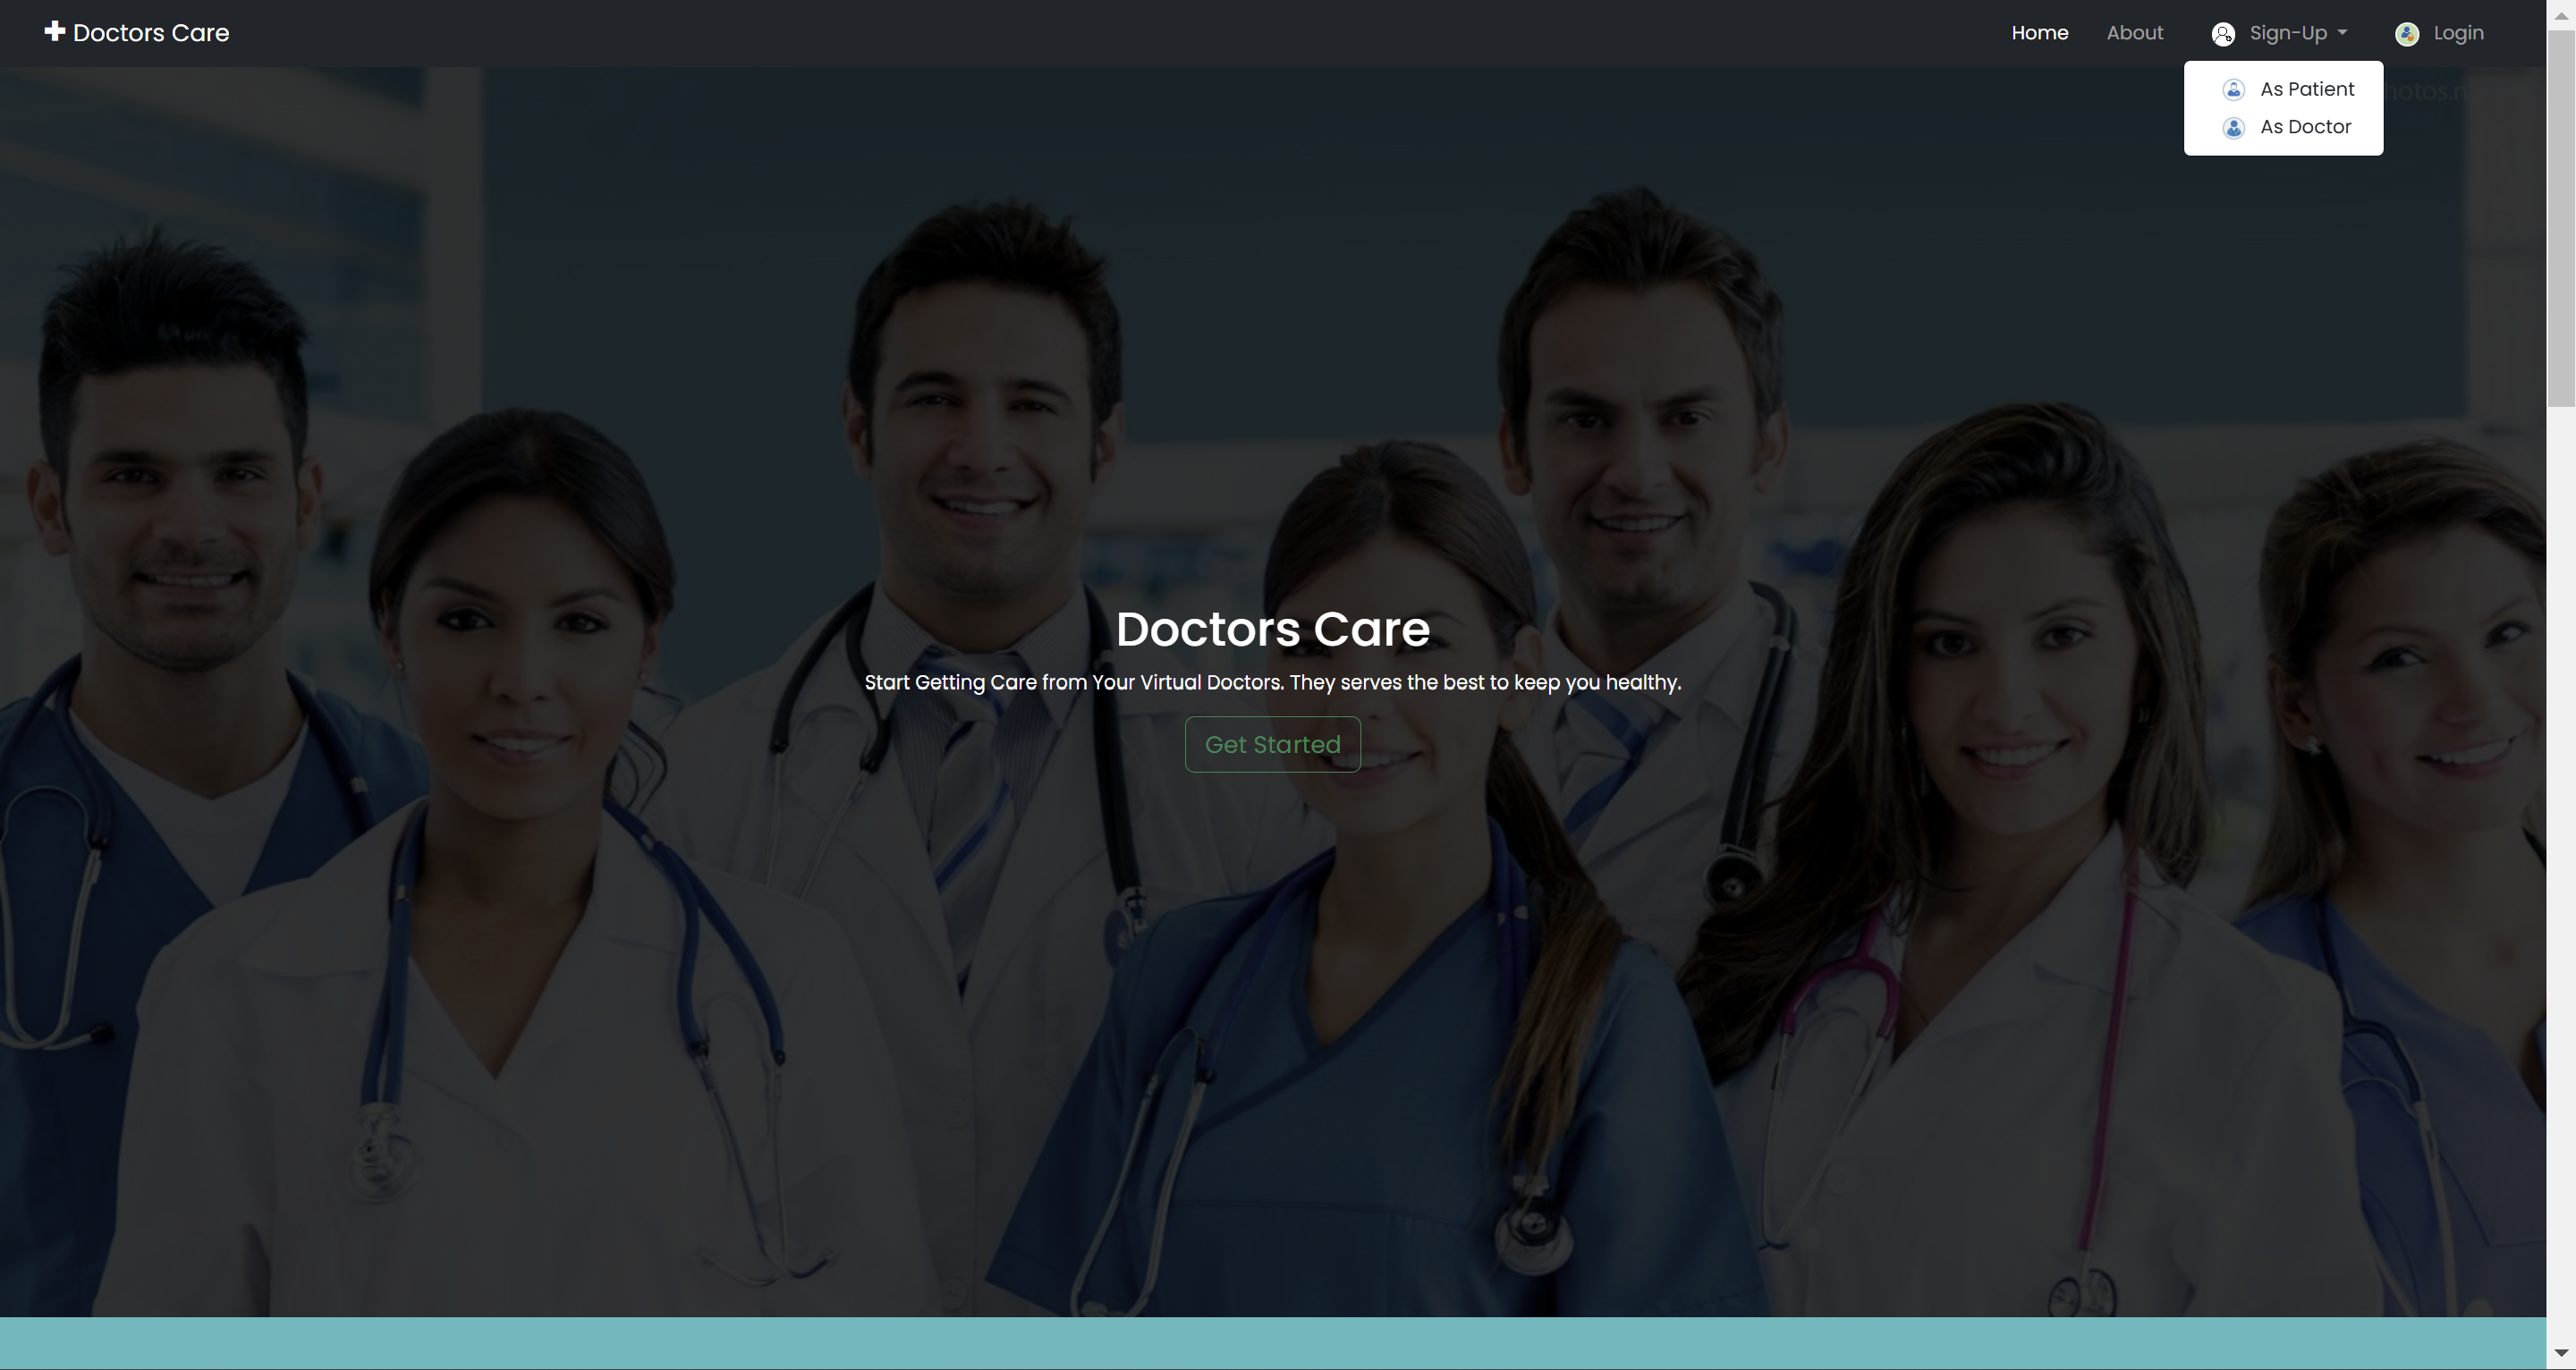 Doctors Care
Home
About
Sign-Up
Login
As Patient
As Doctor
Doctors Care
Start Getting Care from Your Virtual Doctors. They serves the best to keep you healthy.
Get Started